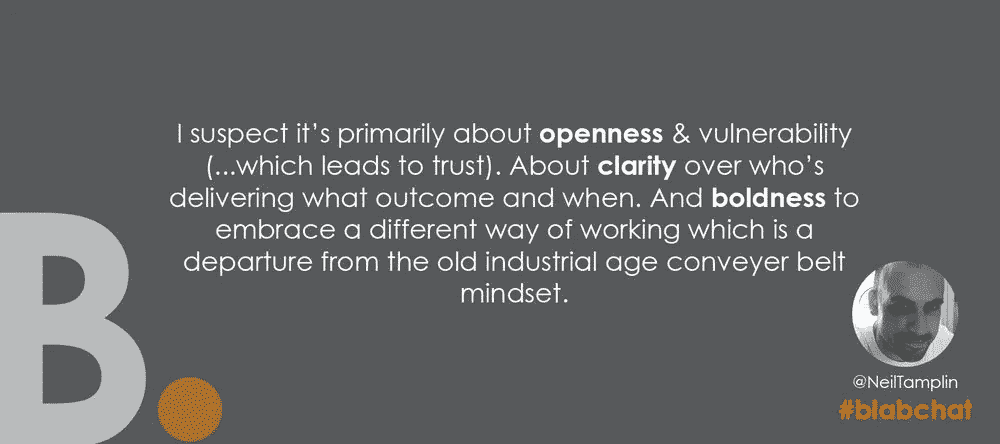 I suspect it's primarily about openness & vulnerability
(...which leads to trust). About clarity over who's
delivering what outcome and when. And boldness to
embrace a different way of working which is a
departure from the old industrial age conveyer belt
mindset.
B.
@NeilTamplin
#blabchat